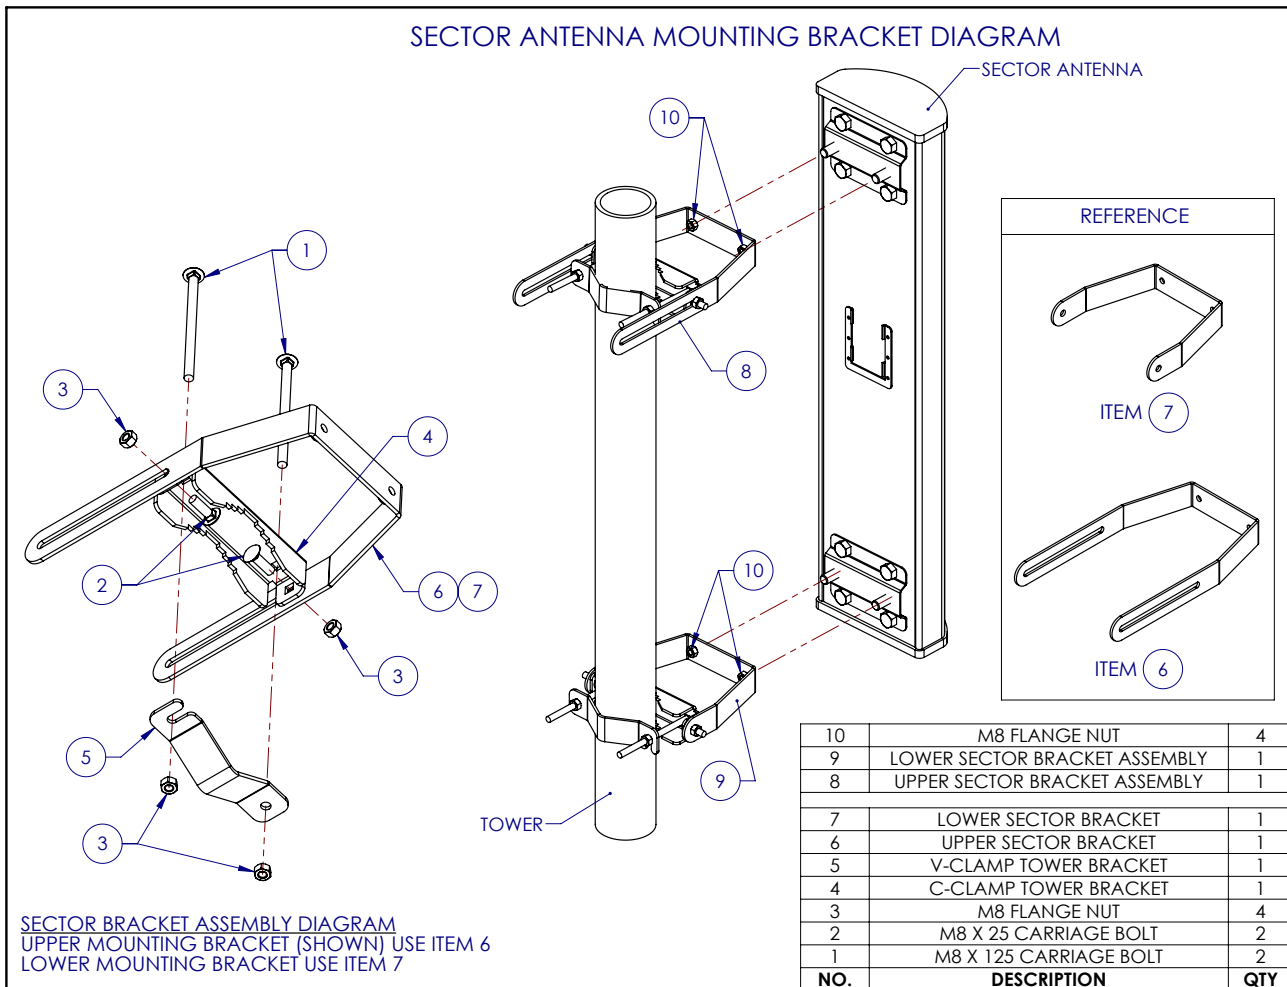 SECTOR ANTENNA MOUNTING BRACKET DIAGRAM
SECTOR ANTENNA
10
REFERENCE
1
8
3
4
ITEM 7
2
6 7
10
3
ITEM 6
5
9
TOWER
3
10 M8 FLANGE NUT 4
9 LOWER SECTOR BRACKET ASSEMBLY 1
8 UPPER SECTOR BRACKET ASSEMBLY 1
7 LOWER SECTOR BRACKET 1
6 UPPER SECTOR BRACKET 1
5 V-CLAMP TOWER BRACKET 1
4 C-CLAMP TOWER BRACKET 1
3 M8 FLANGE NUT 4
2 M8 X 25 CARRIAGE BOLT 2
1 M8 X 125 CARRIAGE BOLT 2
NO. DESCRIPTION QTY
SECTOR BRACKET ASSEMBLY DIAGRAM
UPPER MOUNTING BRACKET (SHOWN) USE ITEM 6
LOWER MOUNTING BRACKET USE ITEM 7